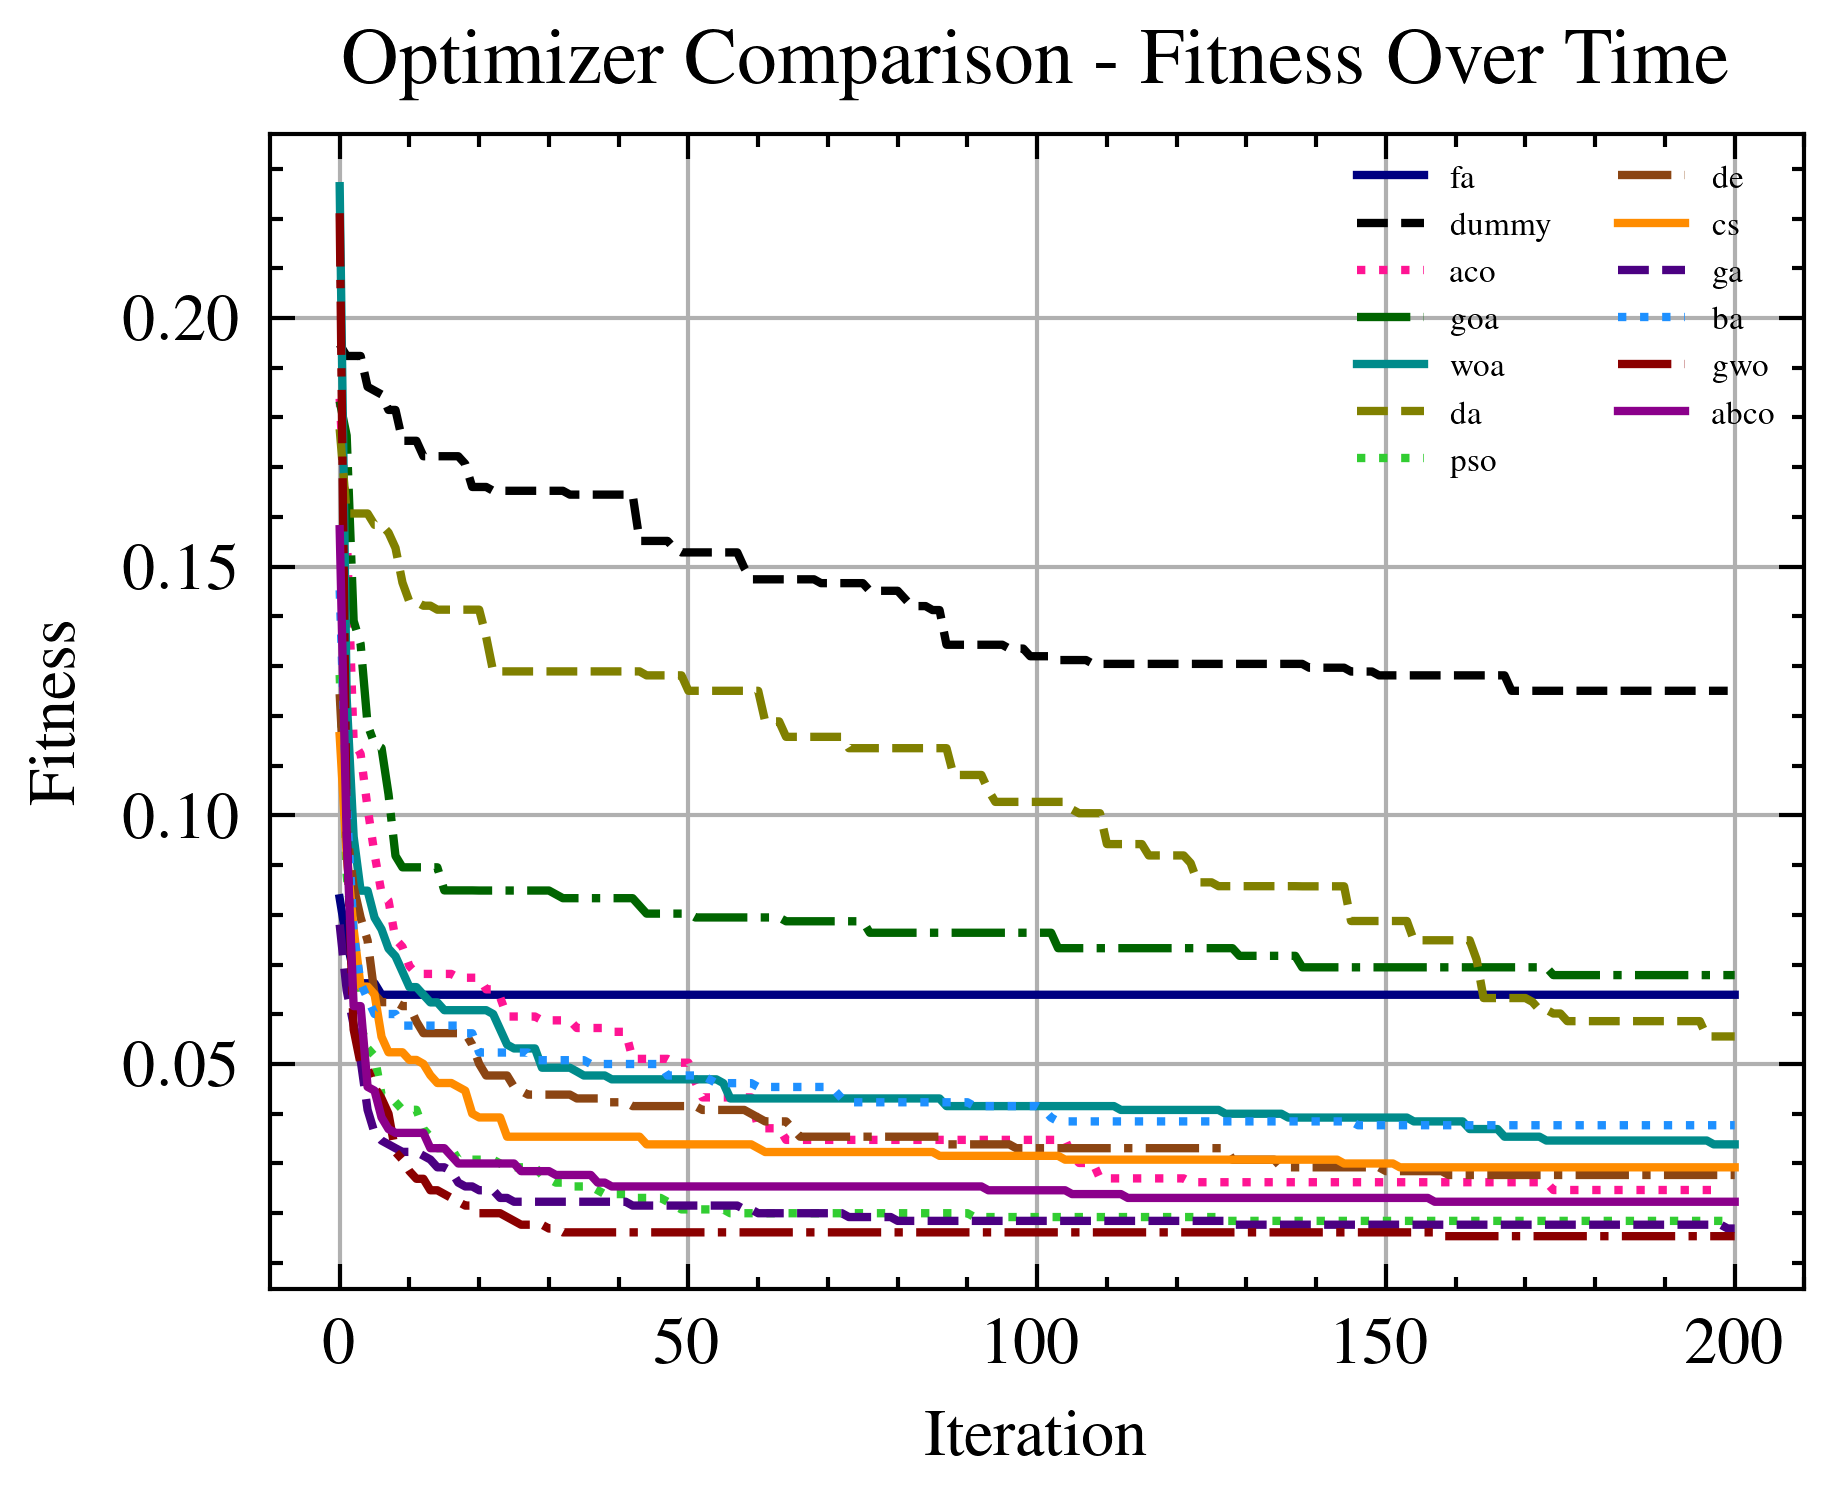 Optimizer Comparison - Fitness Over Time
fa
dummy
aco
goa
woa
da
pso
de
cs
ga
ba
gwo
abco
0.20
0.15
0.10
0.05
Fitness
0
50
100
150
200
Iteration